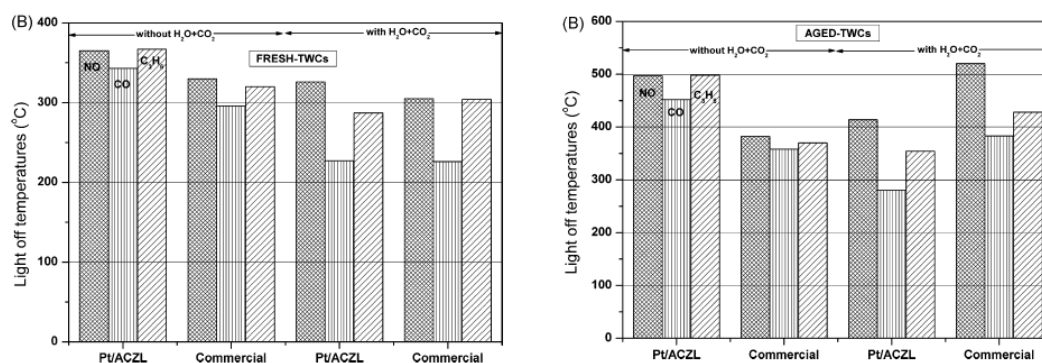 (B)
400
300
200
100
0
Light off temperatures (°C)
without H₂O+CO₂
with H₂O+CO₂
FRESH-TWCs
NO
CO
C₃H₆
Pt/ACZL
Commercial
Pt/ACZL
Commercial
(B)
600
500
400
300
200
100
0
Light off temperatures (°C)
AGED-TWCs
without H₂O+CO₂
with H₂O+CO₂
NO
CO
C₃H₆
Pt/ACZL
Commercial
Pt/ACZL
Commercial